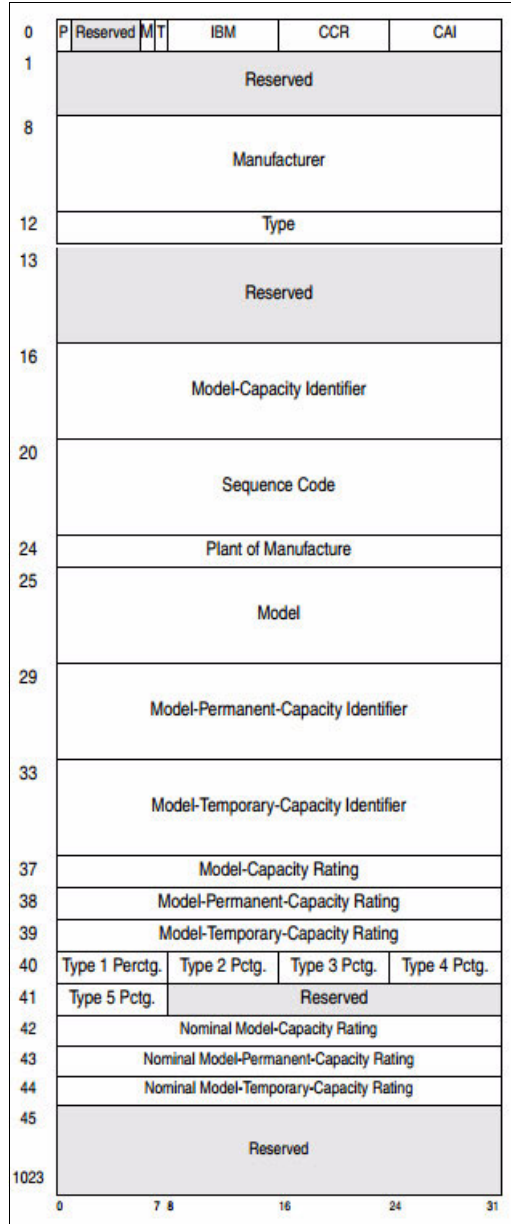 0 P Reserved M T IBM CCR CAI
1
Reserved
8
Manufacturer
12 Type
13
Reserved
16
Model-Capacity Identifier
20
Sequence Code
24 Plant of Manufacture
25
Model
29
Model-Permanent-Capacity Identifier
33
Model-Temporary-Capacity Identifier
37 Model-Capacity Rating
38 Model-Permanent-Capacity Rating
39 Model-Temporary-Capacity Rating
40 Type 1 Perctg. Type 2 Pctg. Type 3 Pctg. Type 4 Pctg.
41 Type 5 Pctg. Reserved
42 Nominal Model-Capacity Rating
43 Nominal Model-Permanent-Capacity Rating
44 Nominal Model-Temporary-Capacity Rating
45
Reserved
1023
0 7 8 16 24 31